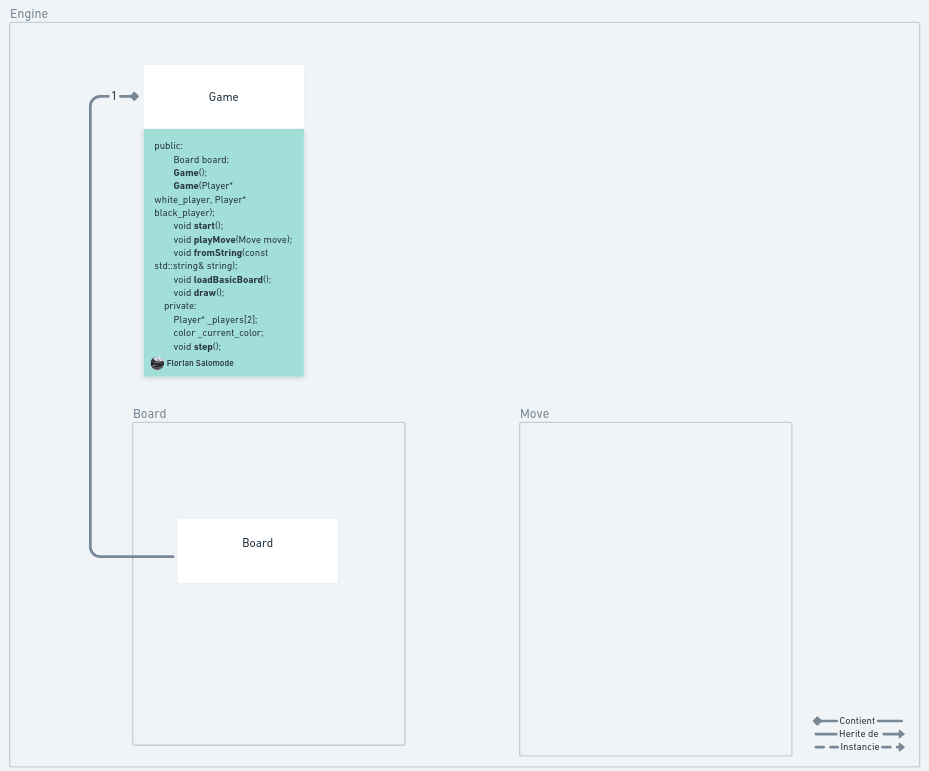 Engine
1
Game
public:
Board board;
Game();
Game(Player*
white_player, Player*
black_player);
void start();
void playMove(Move move);
void fromString(const
std::string& string);
void loadBasicBoard();
void draw();
private:
Player* _players[2];
color _current_color;
void step();
Florian Salomode
Board
Move
Board
Contient
Herite de
Instancie